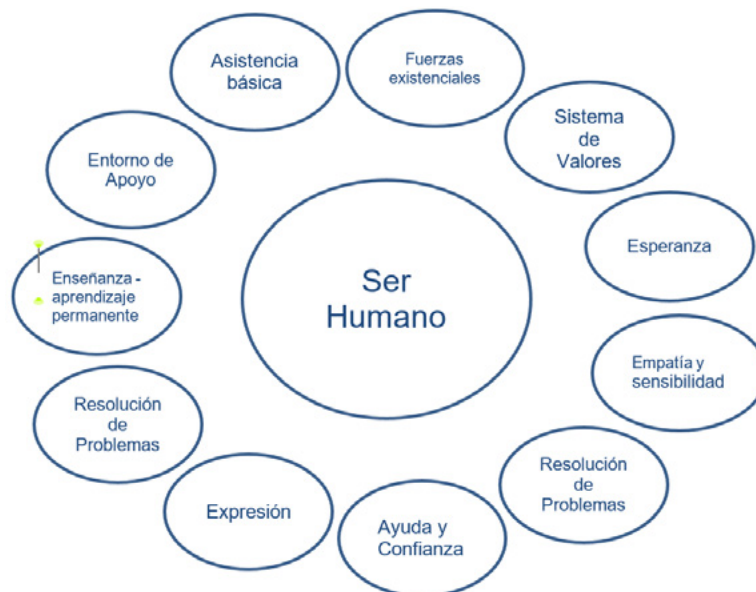 Asistencia
básica
Fuerzas
existenciales
Sistema
de
Valores
Esperanza
Empatía y
sensibilidad
Resolución
de
Problemas
Ayuda y
Confianza
Expresión
Resolución
de
Problemas
Enseñanza -
aprendizaje
permanente
Entorno de
Apoyo
Ser
Humano